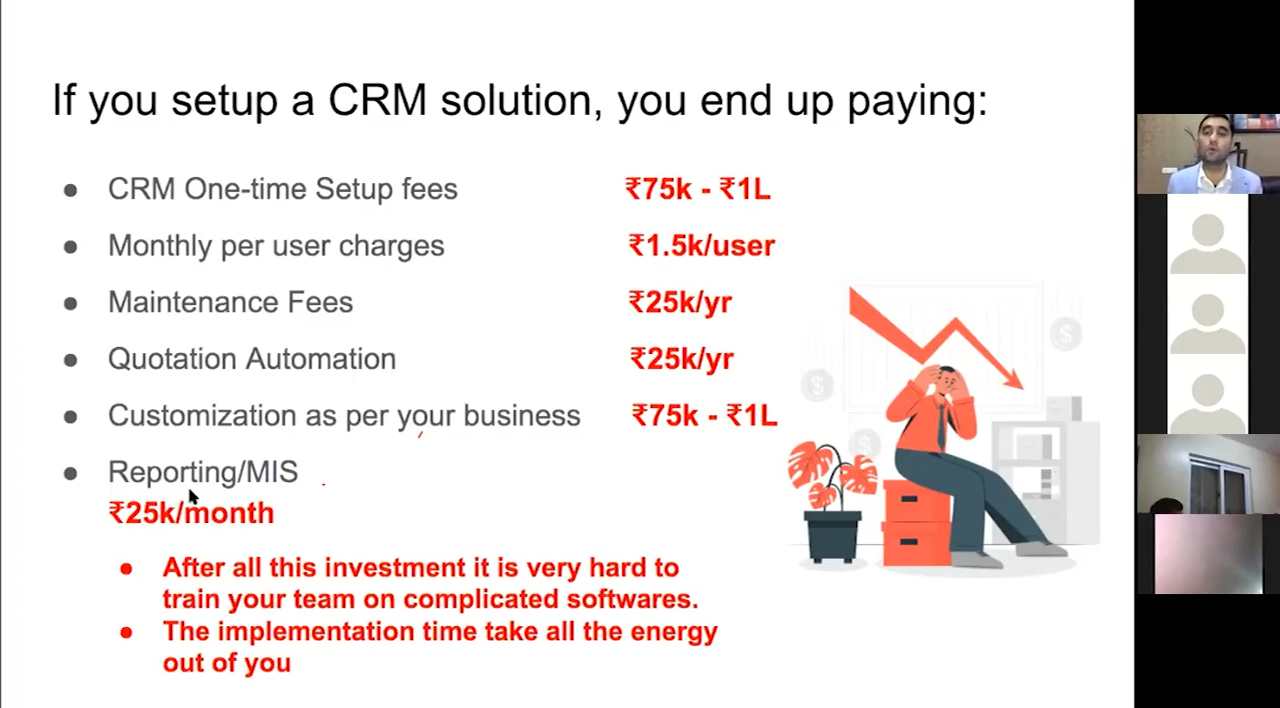 If you setup a CRM solution, you end up paying:
● CRM One-time Setup fees ₹75k - ₹1L
● Monthly per user charges ₹1.5k/user
● Maintenance Fees ₹25k/yr
● Quotation Automation ₹25k/yr
● Customization as per your business ₹75k - ₹1L
● Reporting/MIS
₹25k/month
● After all this investment it is very hard to
train your team on complicated softwares.
● The implementation time take all the energy
out of you